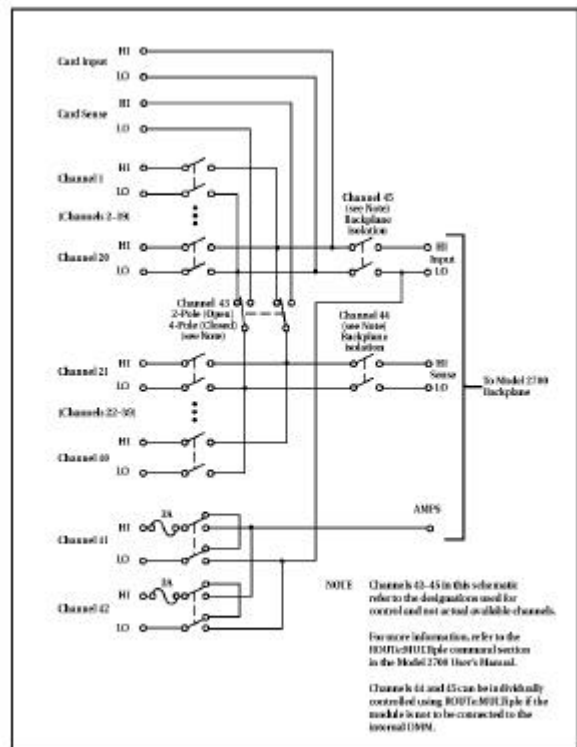 Card Input
HI
LO
Card Sense
HI
LO
Channel 1
HI
LO
(Channels 2–19)
Channel 20
HI
LO
Channel 45
(see Note)
Backplane
isolation
HI
Input
LO
Channel 43
2-Pole (Open)
4-Pole (Closed)
(see Note)
Channel 44
(see Note)
Backplane
isolation
Channel 21
HI
LO
HI
Sense
LO
To Model 2700
Backplane
(Channels 22–39)
Channel 40
HI
LO
AMPS
Channel 41
HI
3A
LO
Channel 42
HI
3A
LO
NOTE Channels 43–45 in this schematic
refer to the designations used for
control and not actual available channels.
For more information, refer to the
ROUTe:MULTiple command section
in the Model 2700 User's Manual.
Channels 44 and 45 can be individually
controlled using ROUTe:MULTiple if the
module is not to be connected to the
internal DMM.